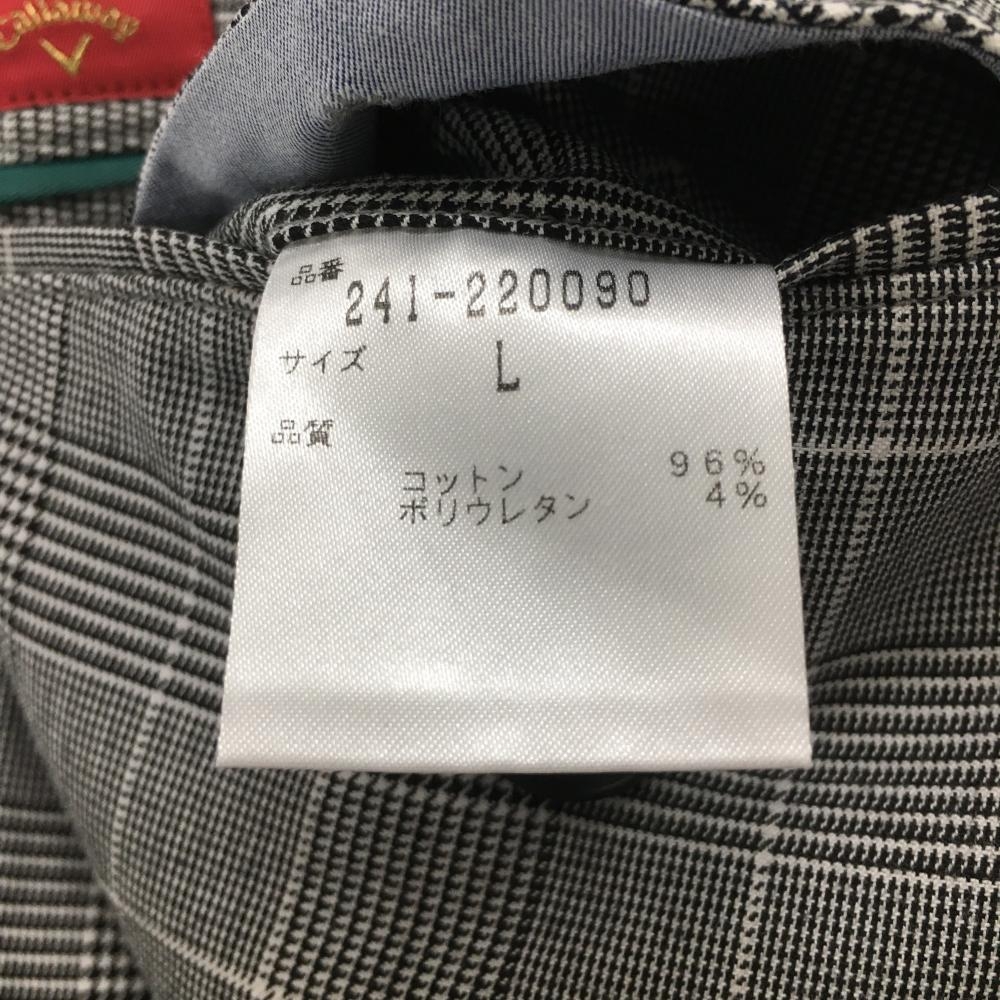 Callaway
品番 241-220090
サイズ L
品質
コットン 96%
ポリウレタン 4%